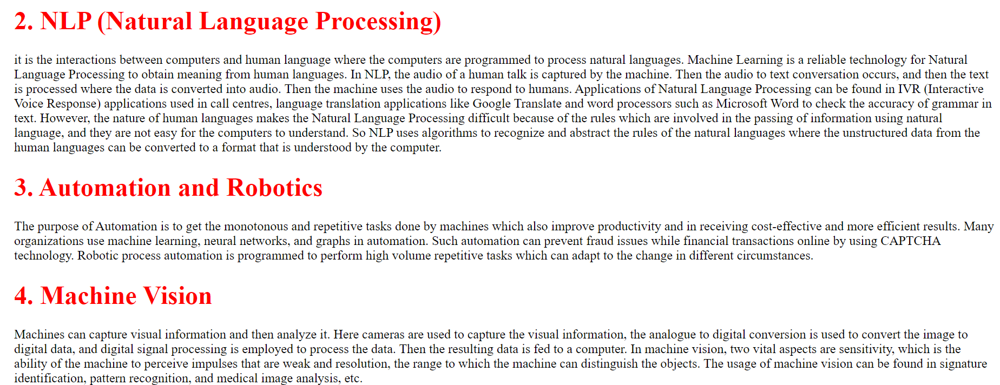 2. NLP (Natural Language Processing)
it is the interactions between computers and human language where the computers are programmed to process natural languages. Machine Learning is a reliable technology for Natural
Language Processing to obtain meaning from human languages. In NLP, the audio of a human talk is captured by the machine. Then the audio to text conversation occurs, and then the text
is processed where the data is converted into audio. Then the machine uses the audio to respond to humans. Applications of Natural Language Processing can be found in IVR (Interactive
Voice Response) applications used in call centres, language translation applications like Google Translate and word processors such as Microsoft Word to check the accuracy of grammar in
text. However, the nature of human languages makes the Natural Language Processing difficult because of the rules which are involved in the passing of information using natural
language, and they are not easy for the computers to understand. So NLP uses algorithms to recognize and abstract the rules of the natural languages where the unstructured data from the
human languages can be converted to a format that is understood by the computer.
3. Automation and Robotics
The purpose of Automation is to get the monotonous and repetitive tasks done by machines which also improve productivity and in receiving cost-effective and more efficient results. Many
organizations use machine learning, neural networks, and graphs in automation. Such automation can prevent fraud issues while financial transactions online by using CAPTCHA
technology. Robotic process automation is programmed to perform high volume repetitive tasks which can adapt to the change in different circumstances.
4. Machine Vision
Machines can capture visual information and then analyze it. Here cameras are used to capture the visual information, the analogue to digital conversion is used to convert the image to
digital data, and digital signal processing is employed to process the data. Then the resulting data is fed to a computer. In machine vision, two vital aspects are sensitivity, which is the
ability of the machine to perceive impulses that are weak and resolution, the range to which the machine can distinguish the objects. The usage of machine vision can be found in signature
identification, pattern recognition, and medical image analysis, etc.